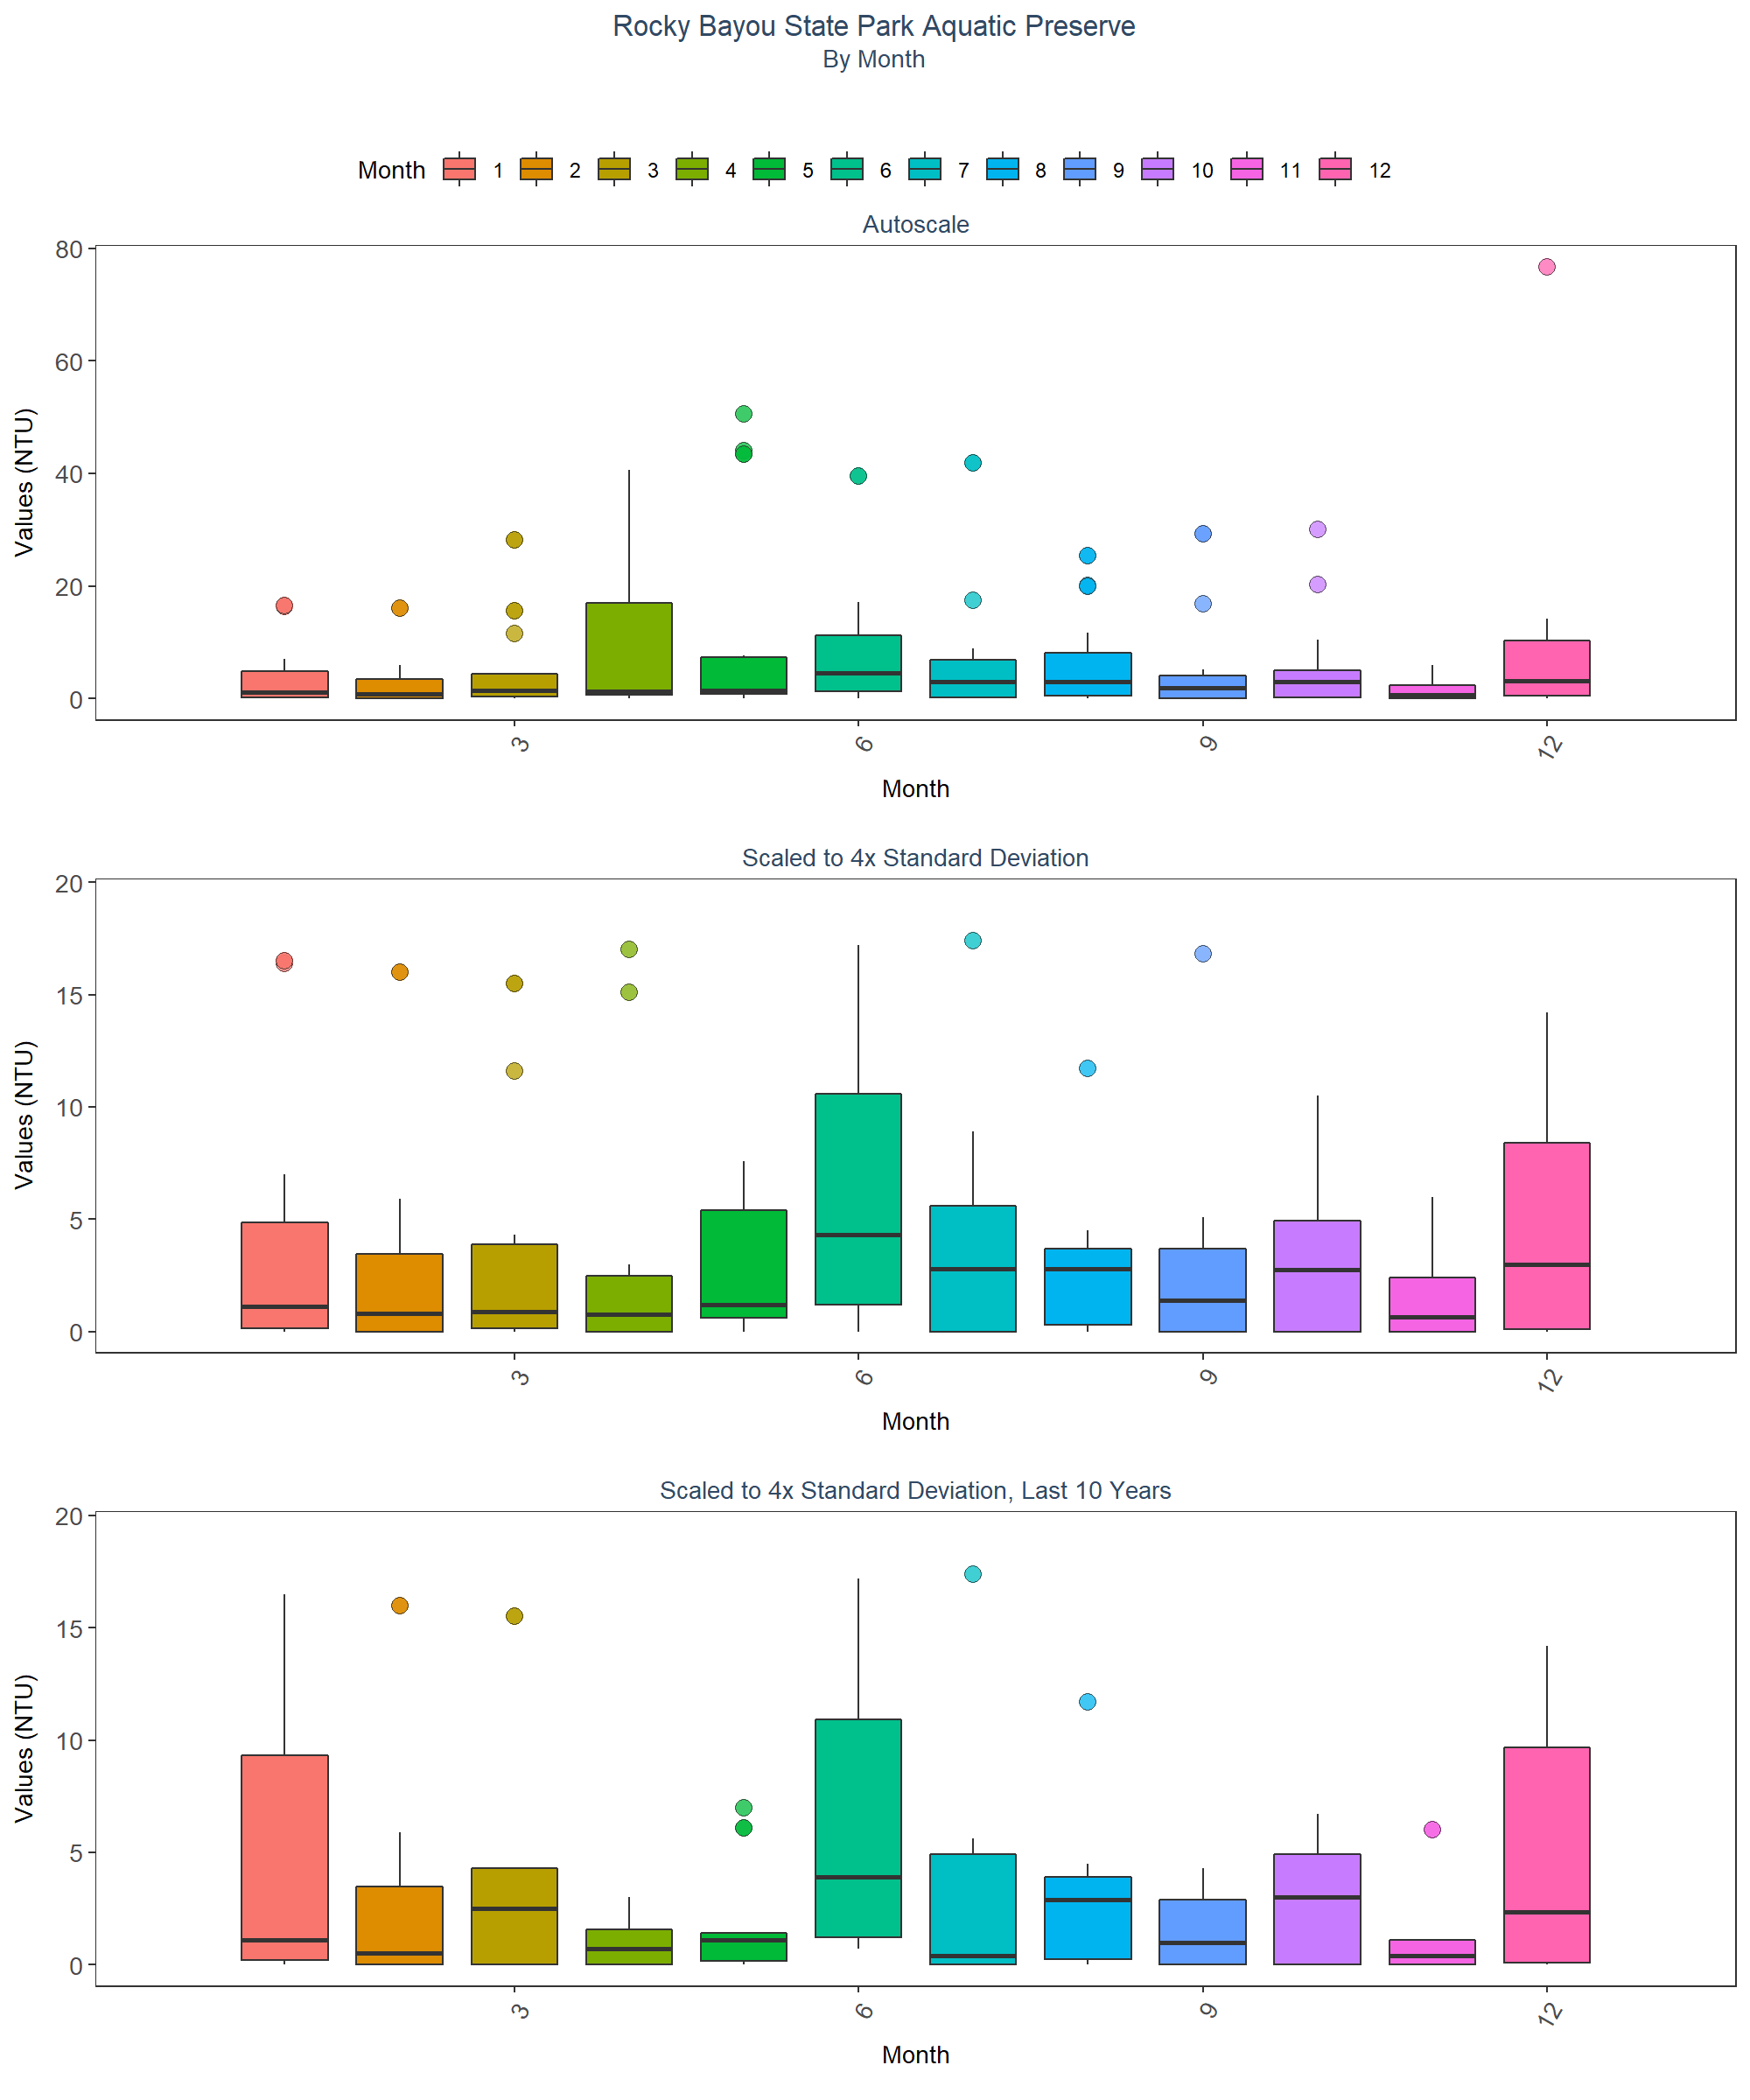 Rocky Bayou State Park Aquatic Preserve
By Month
Month 1 2 3 4 5 6 7 8 9 10 11 12
Autoscale
80
60
40
20
0
Values (NTU)
3 6 9 12
Month
Scaled to 4x Standard Deviation
20
15
10
5
0
Values (NTU)
3 6 9 12
Month
Scaled to 4x Standard Deviation, Last 10 Years
20
15
10
5
0
Values (NTU)
3 6 9 12
Month